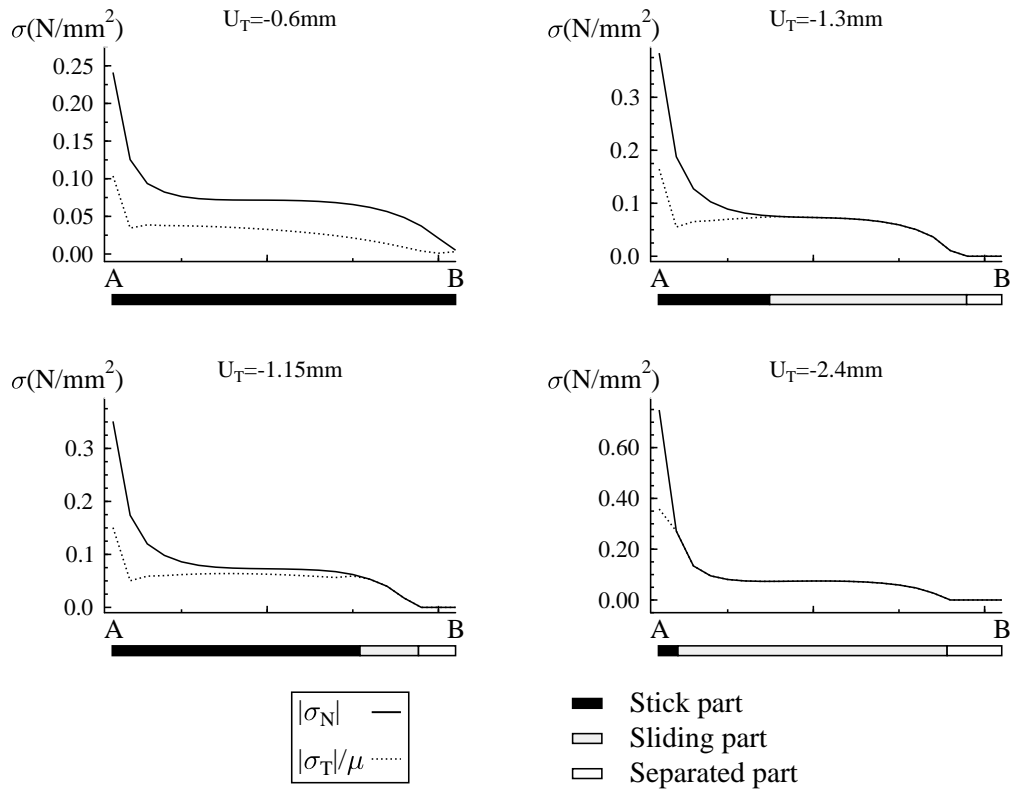 U_T=-0.6mm
σ(N/mm²)
0.25
0.20
0.15
0.10
0.05
0.00
A B
U_T=-1.3mm
σ(N/mm²)
0.3
0.2
0.1
0.0
A B
U_T=-1.15mm
σ(N/mm²)
0.3
0.2
0.1
0.0
A B
U_T=-2.4mm
σ(N/mm²)
0.60
0.40
0.20
0.00
A B
|σ_N|
|σ_T|/μ
Stick part
Sliding part
Separated part